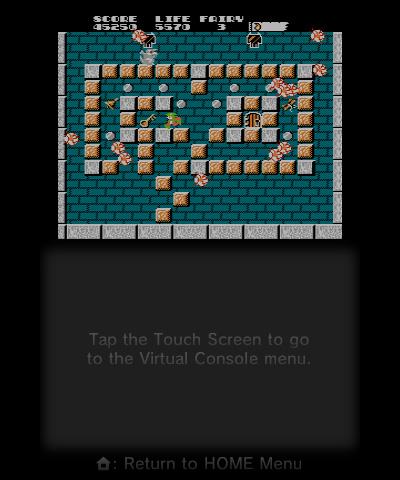 SCORE LIFE FAIRY
45250 5570 3
Tap the Touch Screen to go
to the Virtual Console menu.
: Return to HOME Menu